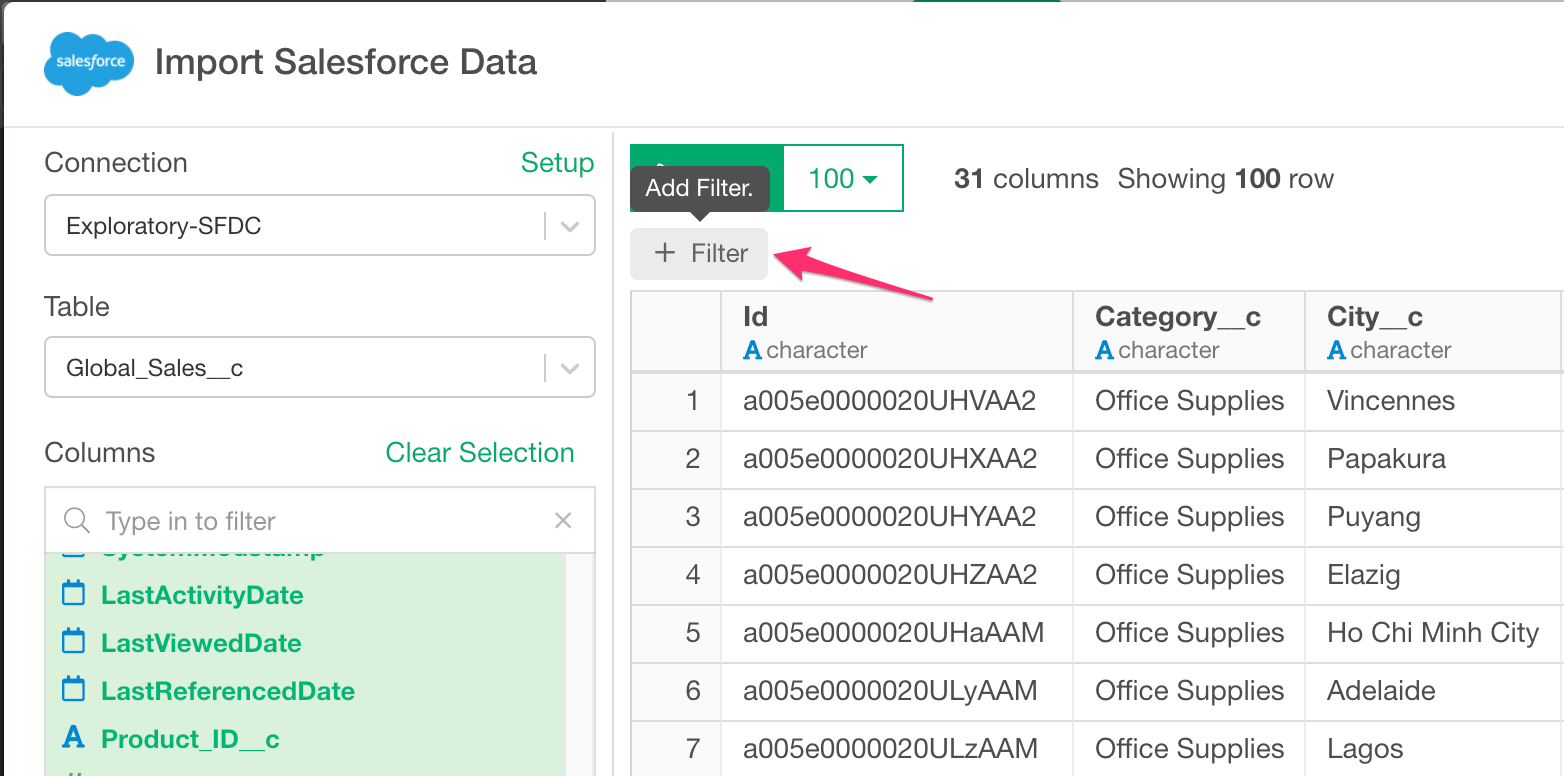 salesforce
Import Salesforce Data
Connection Setup
Exploratory-SFDC
Table
Global_Sales__c
Columns Clear Selection
Type in to filter
LastActivityDate
LastViewedDate
LastReferencedDate
Product_ID__c
Add Filter.
100
31 columns Showing 100 row
+ Filter
Id Category__c City__c
A character A character A character
1 a005e0000020UHVAA2 Office Supplies Vincennes
2 a005e0000020UHXAA2 Office Supplies Papakura
3 a005e0000020UHYAA2 Office Supplies Puyang
4 a005e0000020UHZAA2 Office Supplies Elazig
5 a005e0000020UHaAAM Office Supplies Ho Chi Minh City
6 a005e0000020ULyAAM Office Supplies Adelaide
7 a005e0000020ULzAAM Office Supplies Lagos